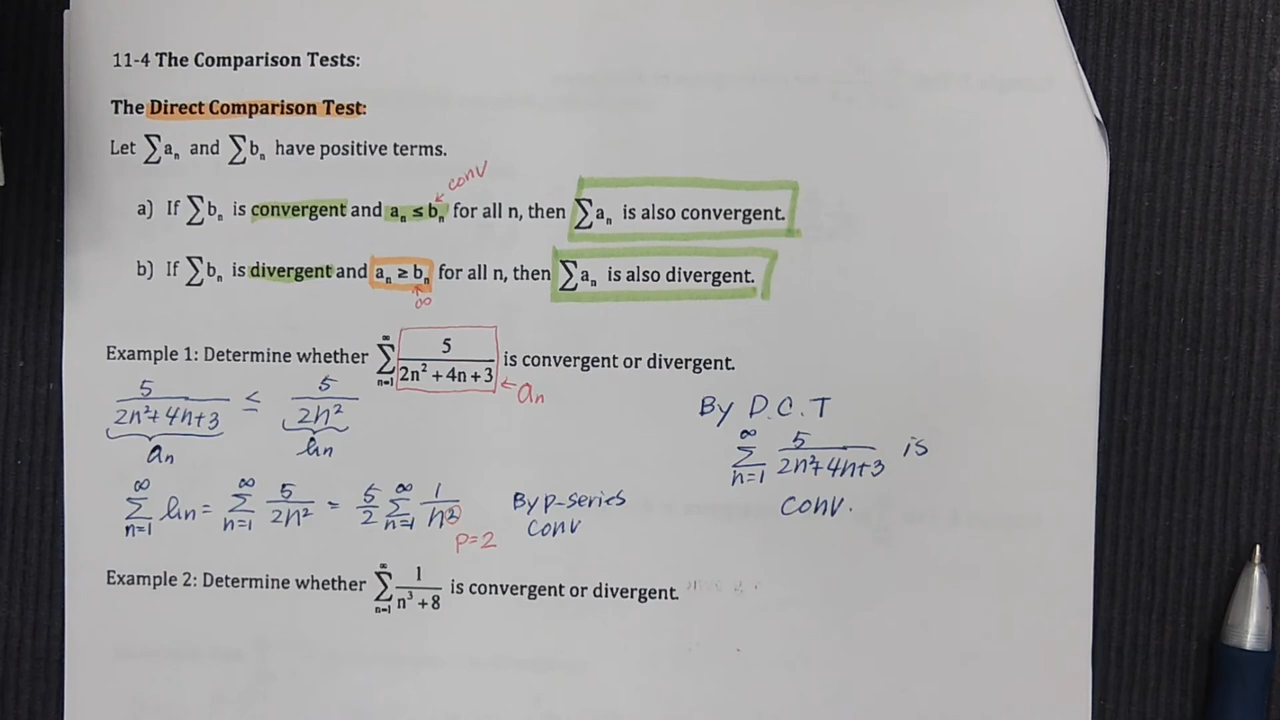 11-4 The Comparison Tests:
The Direct Comparison Test:
Let ∑aₙ and ∑bₙ have positive terms.
conv
a) If ∑bₙ is convergent and aₙ ≤ bₙ for all n, then ∑aₙ is also convergent.
b) If ∑bₙ is divergent and aₙ ≥ bₙ for all n, then ∑aₙ is also divergent.
∞
Example 1: Determine whether ∑_{n=1}^{∞} 5/(2n² + 4n + 3) is convergent or divergent.
← aₙ
5/(2n²+4n+3) ≤ 5/(2n²)
aₙ bₙ
∑_{n=1}^{∞} bₙ = ∑_{n=1}^{∞} 5/(2n²) = 5/2 ∑_{n=1}^{∞} 1/n² By p-series
conv
p=2
By D.C.T
∑_{n=1}^{∞} 5/(2n²+4n+3) is
conv.
Example 2: Determine whether ∑_{n=1}^{∞} 1/(n³ + 8) is convergent or divergent.